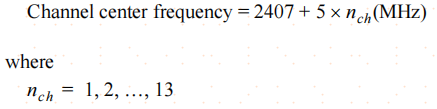 Channel center frequency = 2407 + 5 × n_ch(MHz)
where
n_ch = 1, 2, …, 13